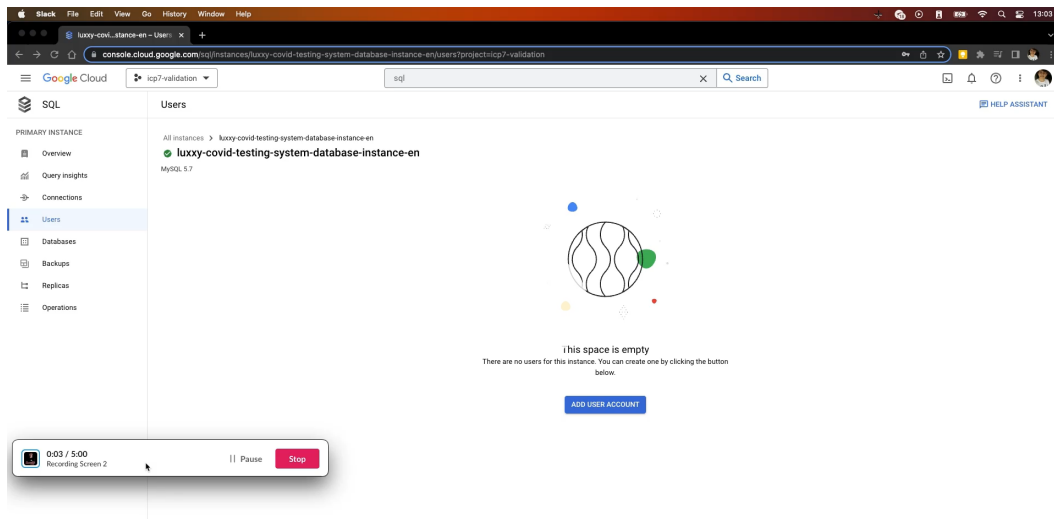 Slack File Edit View Go History Window Help 13:03
luxxy-covi...stance-en – Users
console.cloud.google.com/sql/instances/luxxy-covid-testing-system-database-instance-en/users?project=icp7-validation
Google Cloud icp7-validation sql Search
SQL Users HELP ASSISTANT
PRIMARY INSTANCE
All instances > luxxy-covid-testing-system-database-instance-en
Overview
luxxy-covid-testing-system-database-instance-en
MySQL 5.7
Query insights
Connections
Users
Databases
Backups
Replicas
Operations
This space is empty
There are no users for this instance. You can create one by clicking the button
below.
ADD USER ACCOUNT
0:03 / 5:00
Recording Screen 2
Pause Stop